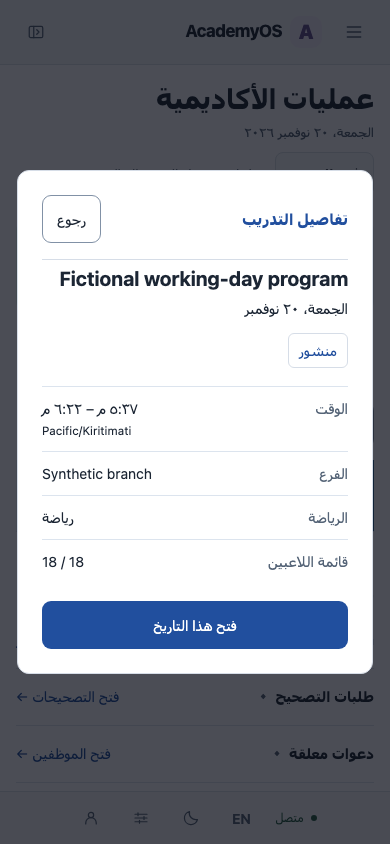 AcademyOS
A
عمليات الأكاديمية
الجمعة، ٢٠ نوفمبر ٢٠٢٦
تفاصيل التدريب
رجوع
Fictional working-day program
الجمعة، ٢٠ نوفمبر
منشور
الوقت
٥:٣٧ م – ٦:٢٢ م
Pacific/Kiritimati
الفرع
Synthetic branch
الرياضة
رياضة
قائمة اللاعبين
18 / 18
فتح هذا التاريخ
طلبات التصحيح •
فتح التصحيحات ←
دعوات معلقة •
فتح الموظفين ←
متصل
EN